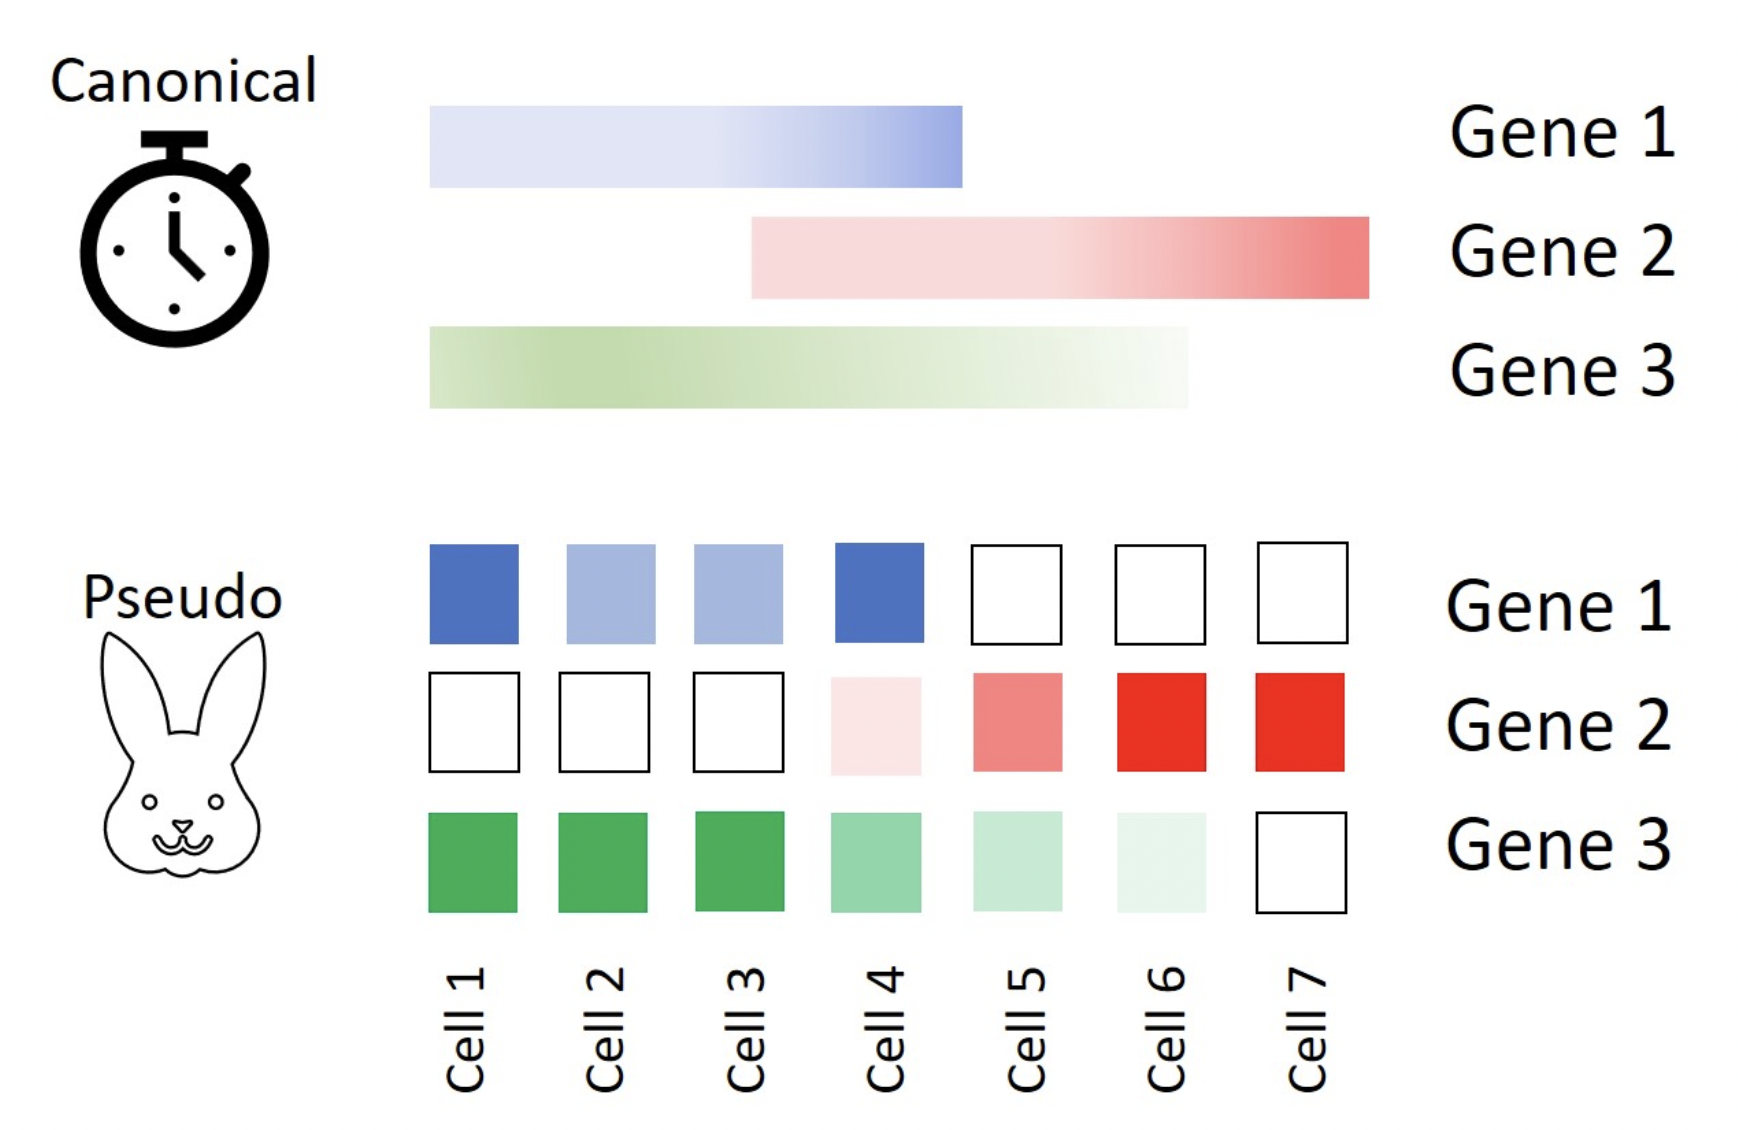 Canonical
Gene 1
Gene 2
Gene 3
Pseudo
Gene 1
Gene 2
Gene 3
Cell 1
Cell 2
Cell 3
Cell 4
Cell 5
Cell 6
Cell 7